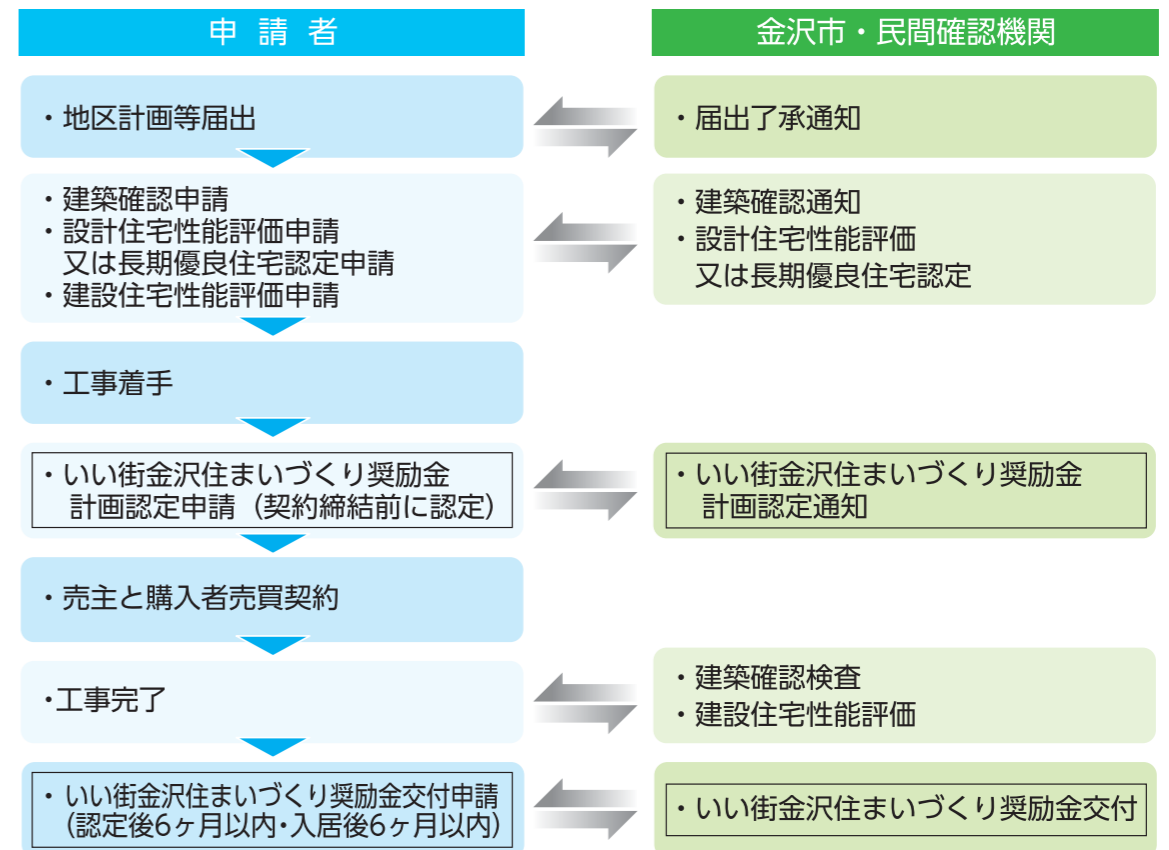 申請者
金沢市・民間確認機関
・地区計画等届出
・届出了承通知
・建築確認申請
・設計住宅性能評価申請
又は長期優良住宅認定申請
・建設住宅性能評価申請
・建築確認通知
・設計住宅性能評価
又は長期優良住宅認定
・工事着手
・いい街金沢住まいづくり奨励金
計画認定申請（契約締結前に認定）
・いい街金沢住まいづくり奨励金
計画認定通知
・売主と購入者売買契約
・工事完了
・建築確認検査
・建設住宅性能評価
・いい街金沢住まいづくり奨励金交付申請
（認定後6ヶ月以内・入居後6ヶ月以内）
・いい街金沢住まいづくり奨励金交付